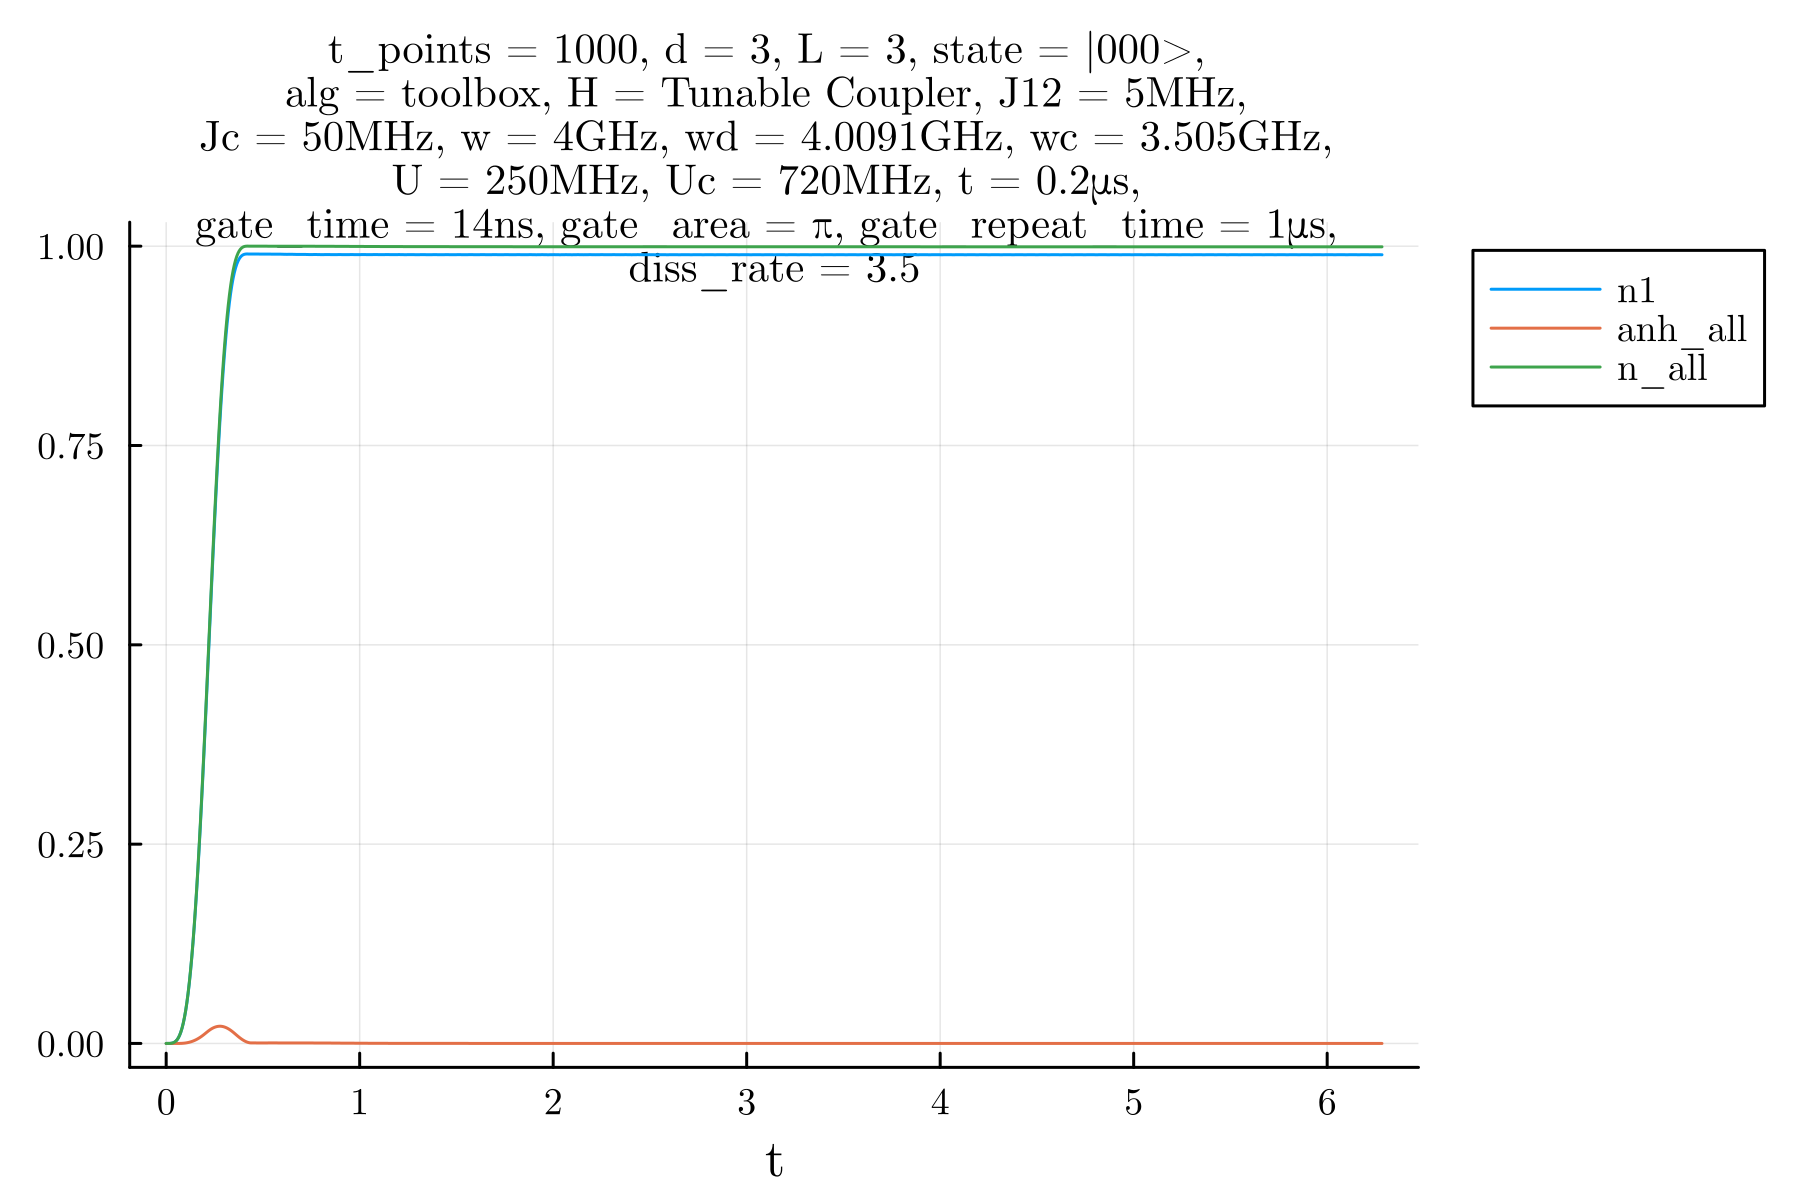 t_points = 1000, d = 3, L = 3, state = |000>,
alg = toolbox, H = Tunable Coupler, J12 = 5MHz,
Jc = 50MHz, w = 4GHz, wd = 4.0091GHz, wc = 3.505GHz,
U = 250MHz, Uc = 720MHz, t = 0.2μs,
gate_time = 14ns, gate_area = π, gate_repeat_time = 1μs,
diss_rate = 3.5
1.00
0.75
0.50
0.25
0.00
0 1 2 3 4 5 6
t
n1
anh_all
n_all